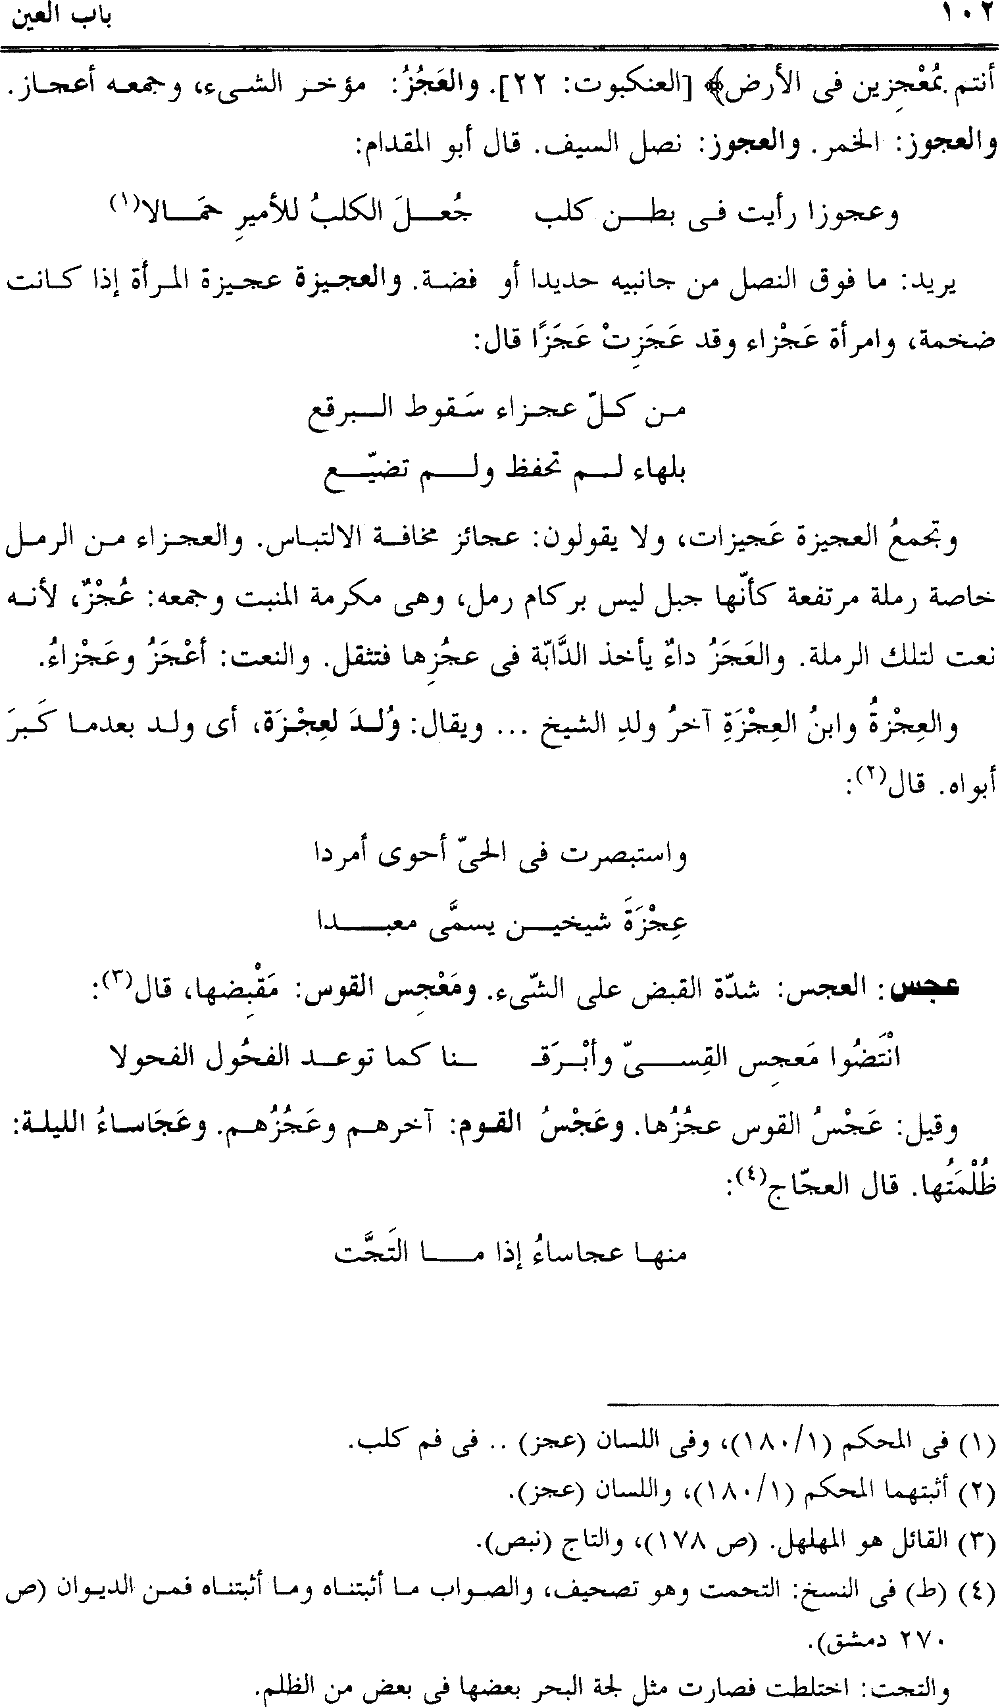 ١٠٢ باب العين
أنتم بمُعْجِزين فى الأرض﴾ [العنكبوت: ٢٢]. والعَجُزُ: مؤخر الشىء، وجمعه أعجاز.
والعجوز: الخمر. والعجوز: نصل السيف. قال أبو المقدام:
وعجوزا رأيت فى بطن كلب جُعلَ الكلبُ للأميرِ حمَالا(١)
يريد: ما فوق النصل من جانبيه حديدا أو فضة. والعجيزة عجيزة المرأة إذا كانت
ضخمة، وامرأة عَجْزاء وقد عَجَزِتْ عَجَزًا قال:
من كلّ عجزاء سَقوط البرقع
بلهاء لم تحفظ ولم تضيّع
وتجمعُ العجيزة عَجيزات، ولا يقولون: عجائز مخافة الالتباس. والعجزاء من الرمل
خاصة رملة مرتفعة كأنّها جبل ليس بركام رمل، وهى مكرمة المنبت وجمعه: عُجْزٌ، لأنه
نعت لتلك الرملة. والعَجَزُ داءٌ يأخذ الدَّابّة فى عجُزِها فتثقل. والنعت: أعْجَزُ وعَجْزاءُ.
والعِجْزةُ وابنُ العِجْزَةِ آخرُ ولدِ الشيخ ... ويقال: وُلدَ لعِجْزَة، أى ولد بعدما كَبرَ
أبواه. قال(٢):
واستبصرت فى الحىّ أحوى أمردا
عِجْزَةَ شيخين يسمَّى معبدا
عجس: العجس: شدّة القبض على الشّىء. ومَعْجِس القوس: مَقْبِضها، قال(٣):
انْتَضُوا مَعجِس القِسىّ وأبْرَقـ ـنا كما توعد الفحُول الفحولا
وقيل: عَجْسُ القوس عجُزُها. وعَجْسُ القوم: آخرهم وعَجُزُهم. وعَجَاساءُ الليلة:
ظُلْمَتُها. قال العجّاج(٤):
منها عجاساءُ إذا ما التَجَّت
(١) فى المحكم (١/١٨٠)، وفى اللسان (عجز) .. فى فم كلب.
(٢) أثبتهما المحكم (١/١٨٠)، واللسان (عجز).
(٣) القائل هو المهلهل. (ص ١٧٨)، والتاج (نبص).
(٤) (ط) فى النسخ: التحمت وهو تصحيف، والصواب ما أثبتناه وما أثبتناه فمن الديوان (ص
٢٧٠ دمشق).
والتجت: اختلطت فصارت مثل لجة البحر بعضها فى بعض من الظلم.